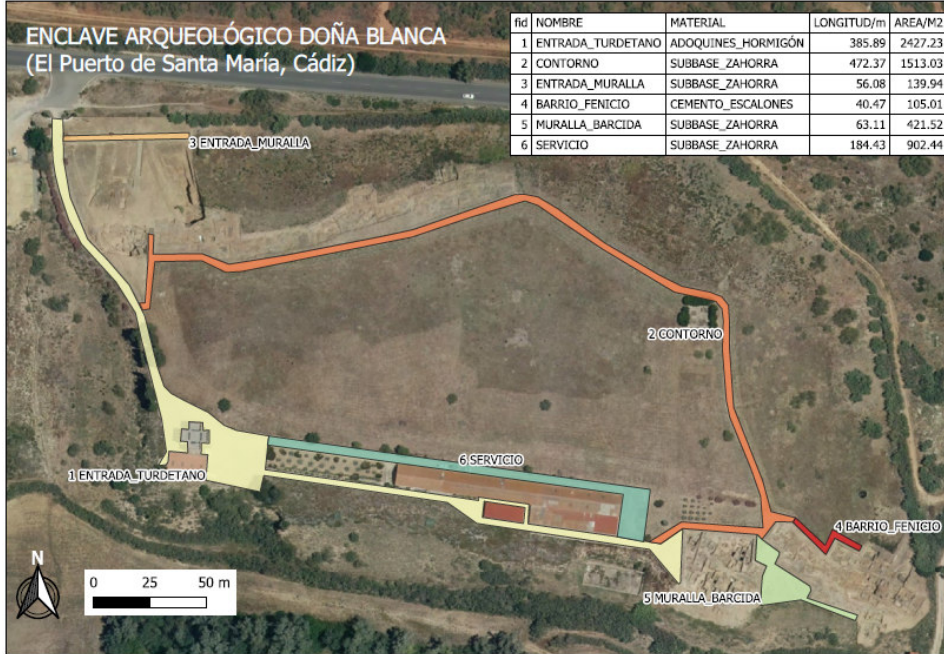 ENCLAVE ARQUEOLÓGICO DOÑA BLANCA
(El Puerto de Santa María, Cádiz)
fid NOMBRE MATERIAL LONGITUD/m AREA/M2
1 ENTRADA_TURDETANO ADOQUINES_HORMIGÓN 385.89 2427.23
2 CONTORNO SUBBASE_ZAHORRA 472.37 1513.03
3 ENTRADA_MURALLA SUBBASE_ZAHORRA 56.08 139.94
4 BARRIO_FENICIO CEMENTO_ESCALONES 40.47 105.01
5 MURALLA_BARCIDA SUBBASE_ZAHORRA 63.11 421.52
6 SERVICIO SUBBASE_ZAHORRA 184.43 902.44
3 ENTRADA_MURALLA
2 CONTORNO
6 SERVICIO
1 ENTRADA_TURDETANO
4 BARRIO_FENICIO
5 MURALLA_BARCIDA
N
0 25 50 m